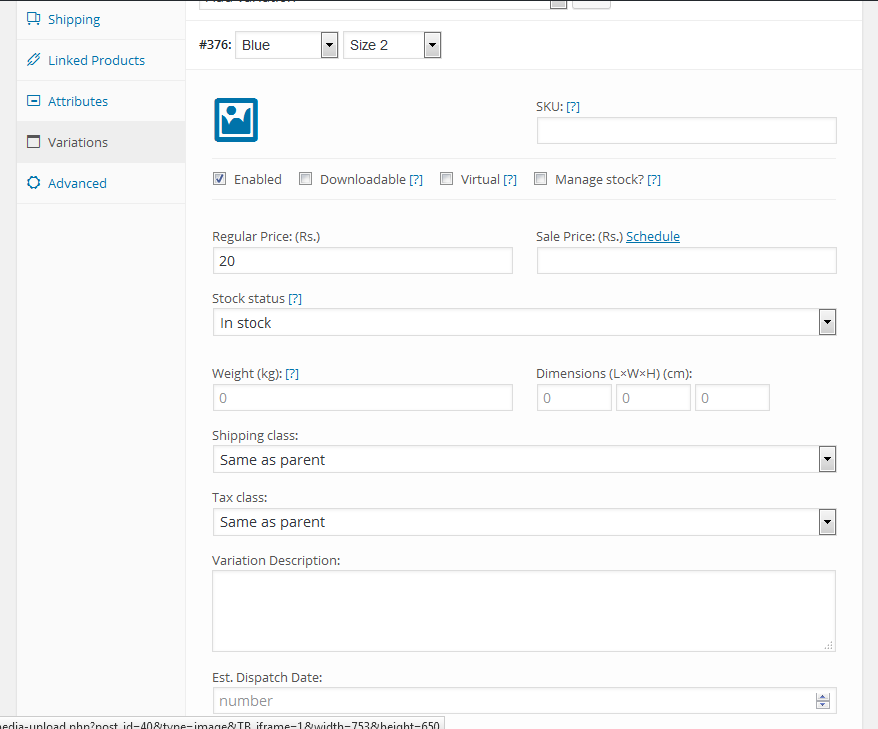 Shipping
#376: Blue Size 2
Linked Products
Attributes
SKU: [?]
Variations
Enabled Downloadable [?] Virtual [?] Manage stock? [?]
Advanced
Regular Price: (Rs.) Sale Price: (Rs.) Schedule
20
Stock status [?]
In stock
Weight (kg): [?] Dimensions (L×W×H) (cm):
0 0 0 0
Shipping class:
Same as parent
Tax class:
Same as parent
Variation Description:
Est. Dispatch Date:
number
nedia-upload.php?post_id=40&type=image&TB_iframe=1&width=753&height=650